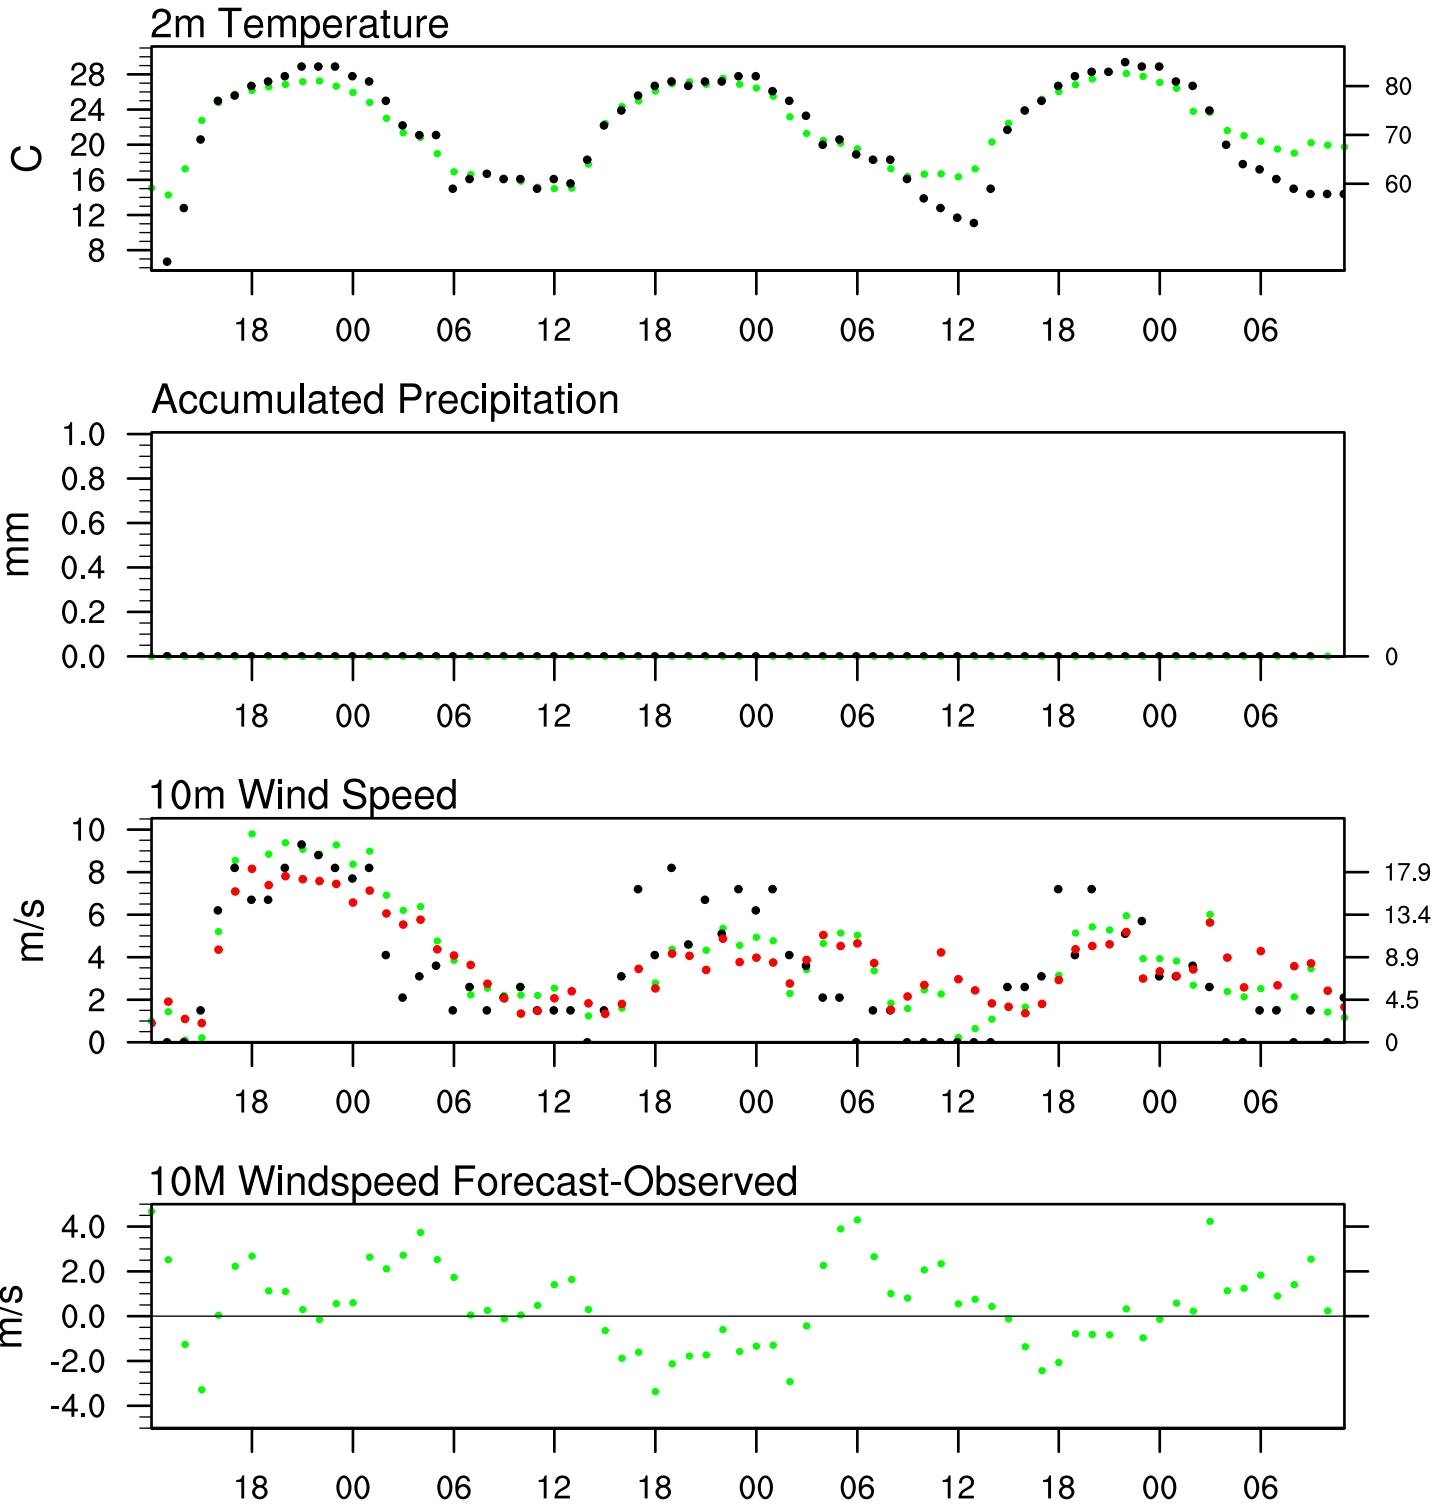 2m Temperature
28
24
20
16
12
8
C
80
70
60
18 00 06 12 18 00 06 12 18 00 06
Accumulated Precipitation
1.0
0.8
0.6
0.4
0.2
0.0
mm
0
18 00 06 12 18 00 06 12 18 00 06
10m Wind Speed
10
8
6
4
2
0
m/s
17.9
13.4
8.9
4.5
0
18 00 06 12 18 00 06 12 18 00 06
10M Windspeed Forecast-Observed
4.0
2.0
0.0
-2.0
-4.0
m/s
18 00 06 12 18 00 06 12 18 00 06